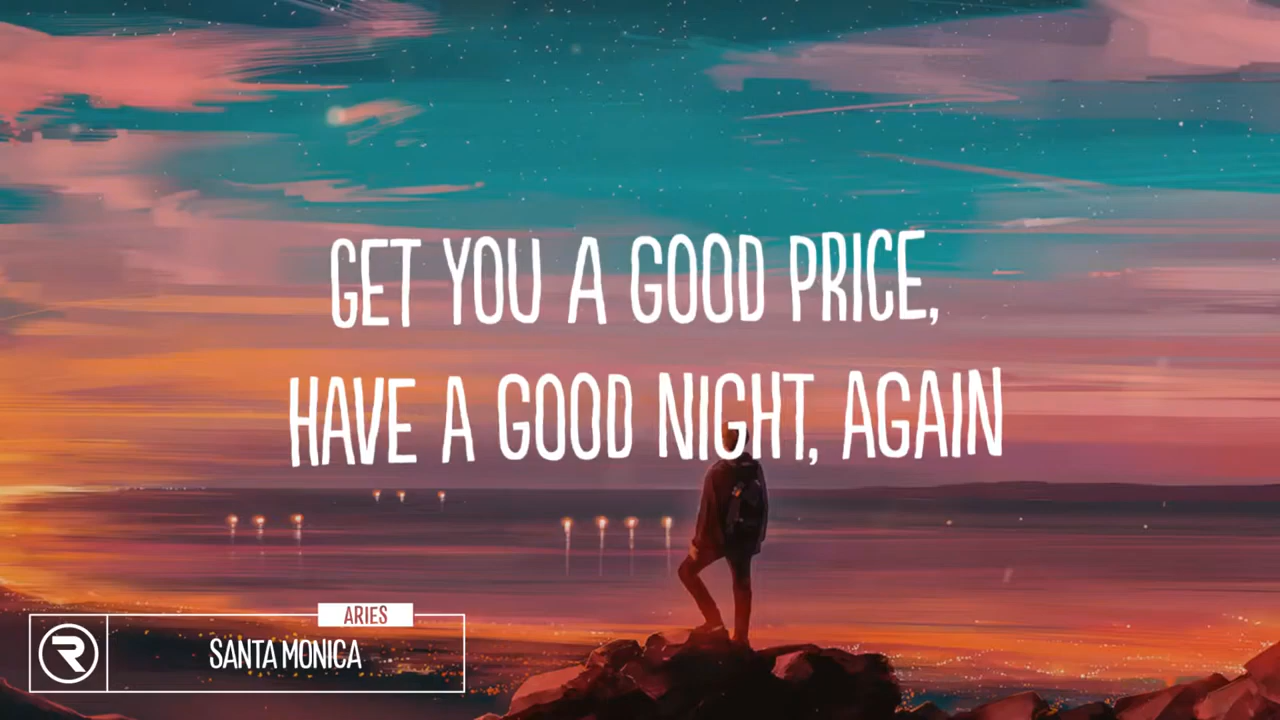 GET YOU A GOOD PRICE,
HAVE A GOOD NIGHT, AGAIN
ARIES
SANTA MONICA